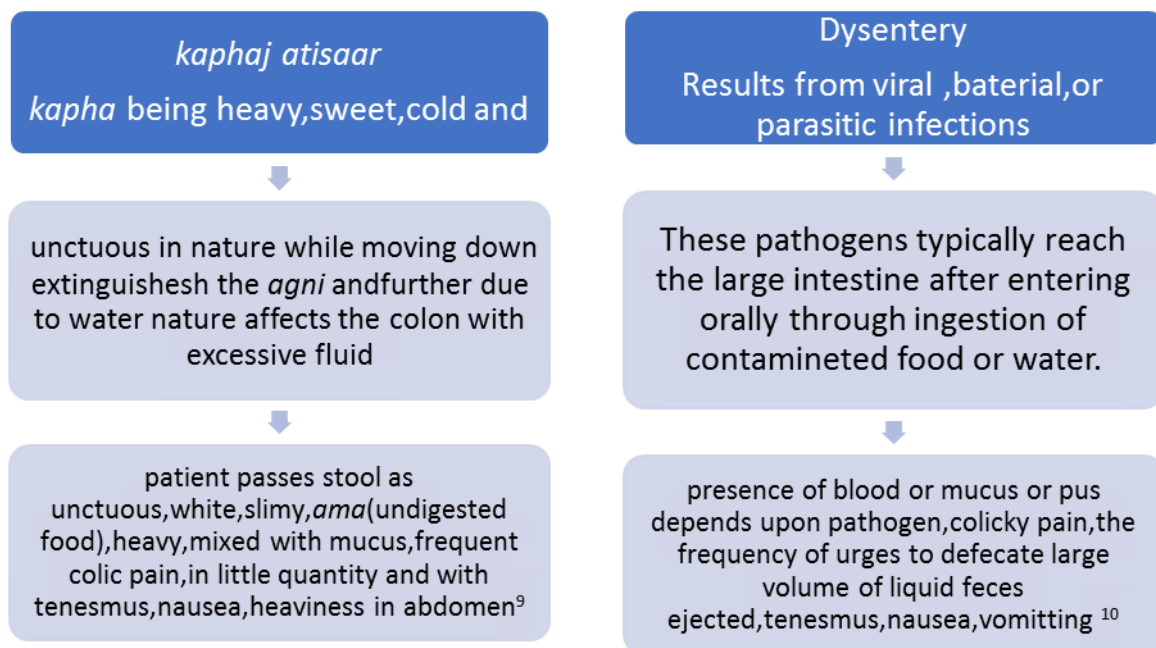 kaphaj atisaar
kapha being heavy,sweet,cold and
unctuous in nature while moving down
extinguishesh the agni andfurther due
to water nature affects the colon with
excessive fluid
patient passes stool as
unctuous,white,slimy,ama(undigested
food),heavy,mixed with mucus,frequent
colic pain,in little quantity and with
tenesmus,nausea,heaviness in abdomen⁹
Dysentery
Results from viral ,baterial,or
parasitic infections
These pathogens typically reach
the large intestine after entering
orally through ingestion of
contamineted food or water.
presence of blood or mucus or pus
depends upon pathogen,colicky pain,the
frequency of urges to defecate large
volume of liquid feces
ejected,tenesmus,nausea,vomitting ¹⁰